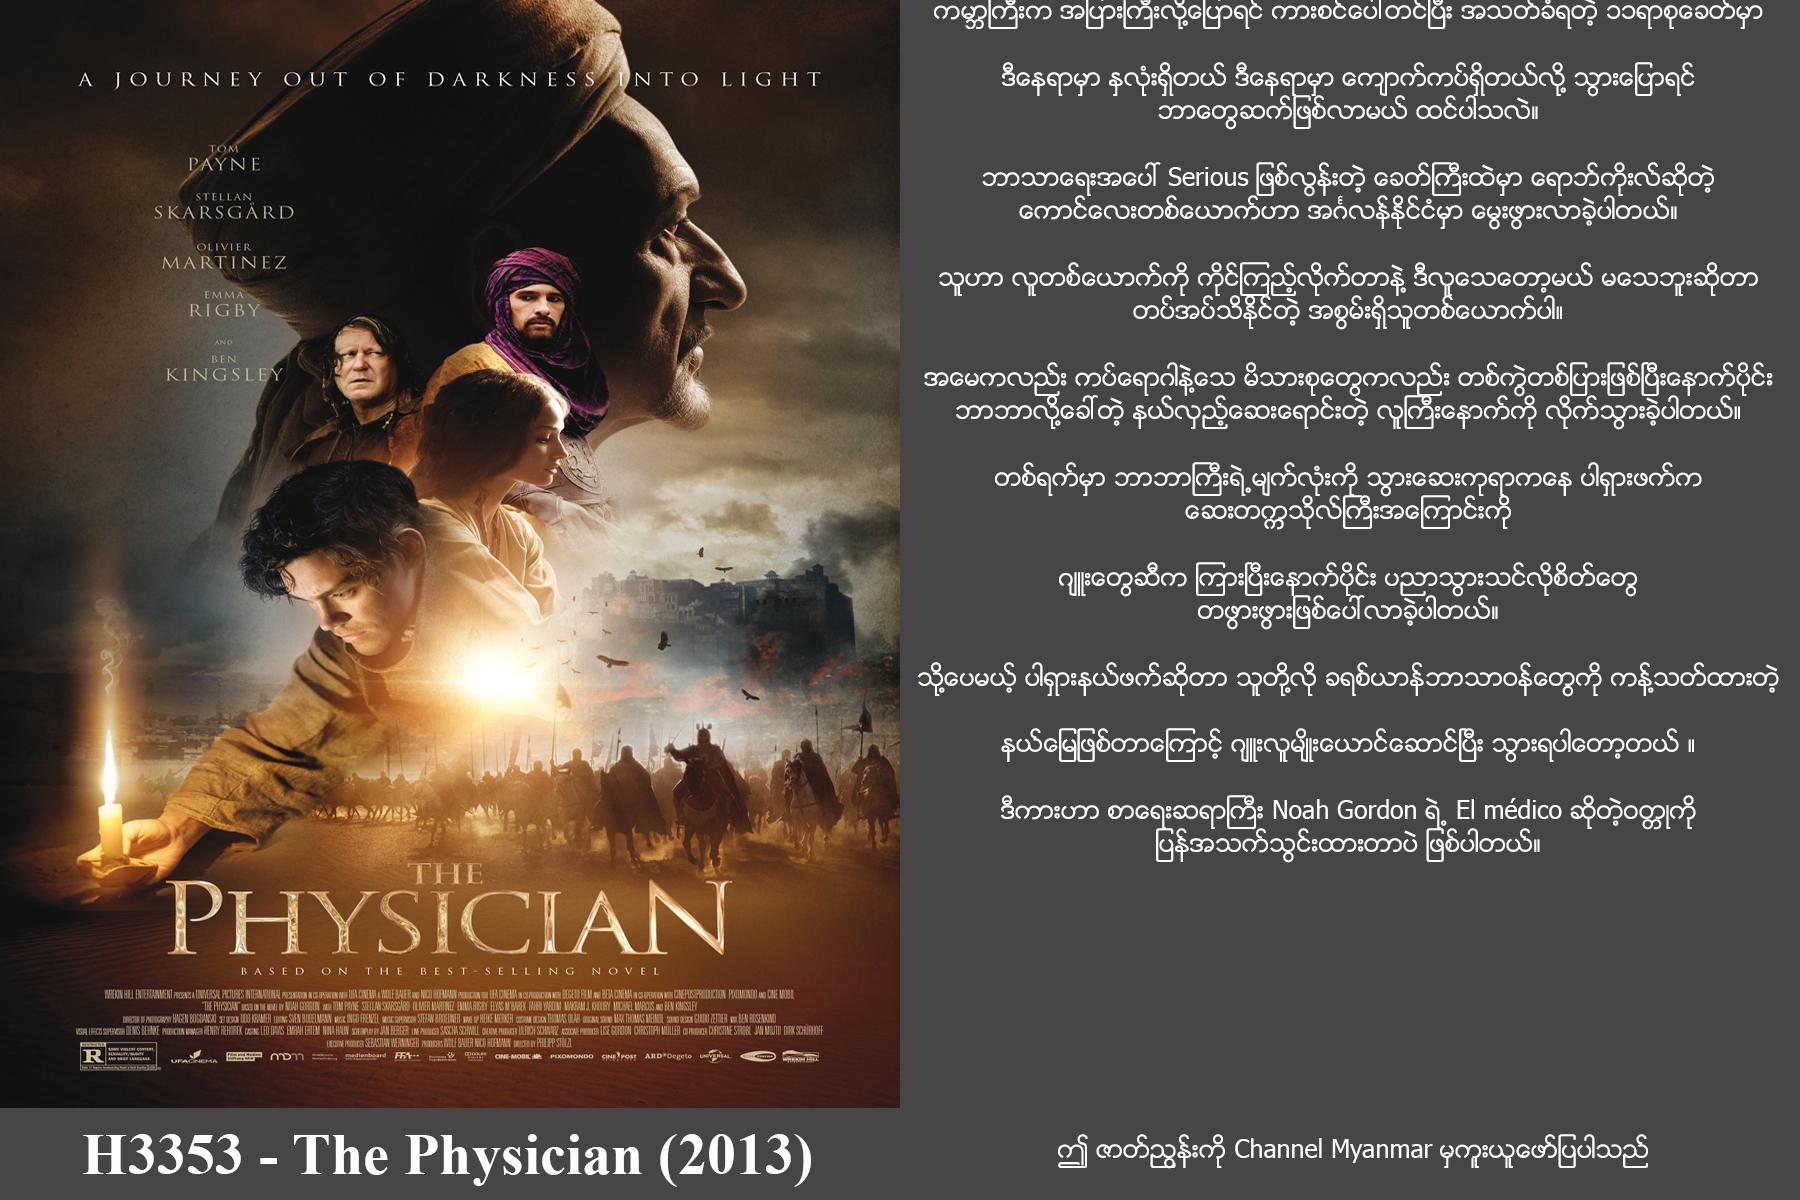 A JOURNEY OUT OF DARKNESS INTO LIGHT
TOM
PAYNE
STELLAN
SKARSGÅRD
OLIVIER
MARTINEZ
EMMA
RIGBY
AND
BEN
KINGSLEY
THE
PHYSICIAN
BASED ON THE BEST-SELLING NOVEL
H3353 - The Physician (2013)
ကမ္ဘာကြီးက အပြားကြီးလို့ပြောရင် ကားစင်ပေါ်တင်ပြီး အသတ်ခံရတဲ့ ၁၁ရာစုခေတ်မှာ
ဒီနေရာမှာ နှလုံးရှိတယ် ဒီနေရာမှာ ကျောက်ကပ်ရှိတယ်လို့ သွားပြောရင်
ဘာတွေဆက်ဖြစ်လာမယ် ထင်ပါသလဲ။
ဘာသာရေးအပေါ် Serious ဖြစ်လွန်းတဲ့ ခေတ်ကြီးထဲမှာ ရောဘ်ကိုးလ်ဆိုတဲ့
ကောင်လေးတစ်ယောက်ဟာ အင်္ဂလန်နိုင်ငံမှာ မွေးဖွားလာခဲ့ပါတယ်။
သူဟာ လူတစ်ယောက်ကို ကိုင်ကြည့်လိုက်တာနဲ့ ဒီလူသေတော့မယ် မသေဘူးဆိုတာ
တပ်အပ်သိနိုင်တဲ့ အစွမ်းရှိသူတစ်ယောက်ပါ။
အမေကလည်း ကပ်ရောဂါနဲ့သေ မိသားစုတွေကလည်း တစ်ကွဲတစ်ပြားဖြစ်ပြီးနောက်ပိုင်း
ဘာဘာလို့ခေါ်တဲ့ နယ်လှည့်ဆေးရောင်းတဲ့ လူကြီးနောက်ကို လိုက်သွားခဲ့ပါတယ်။
တစ်ရက်မှာ ဘာဘာကြီးရဲ့မျက်လုံးကို သွားဆေးကုရာကနေ ပါရှားဖက်က
ဆေးတက္ကသိုလ်ကြီးအကြောင်းကို
ဂျူးတွေဆီက ကြားပြီးနောက်ပိုင်း ပညာသွားသင်လိုစိတ်တွေ
တဖွားဖွားဖြစ်ပေါ်လာခဲ့ပါတယ်။
သို့ပေမယ့် ပါရှားနယ်ဖက်ဆိုတာ သူတို့လို ခရစ်ယာန်ဘာသာဝန်တွေကို ကန့်သတ်ထားတဲ့
နယ်မြေဖြစ်တာကြောင့် ဂျူးလူမျိုးယောင်ဆောင်ပြီး သွားရပါတော့တယ် ။
ဒီကားဟာ စာရေးဆရာကြီး Noah Gordon ရဲ့ El médico ဆိုတဲ့ဝတ္တုကို
ပြန်အသက်သွင်းထားတာပဲ ဖြစ်ပါတယ်။
ဤ ဇာတ်ညွှန်းကို Channel Myanmar မှကူးယူဖော်ပြပါသည်